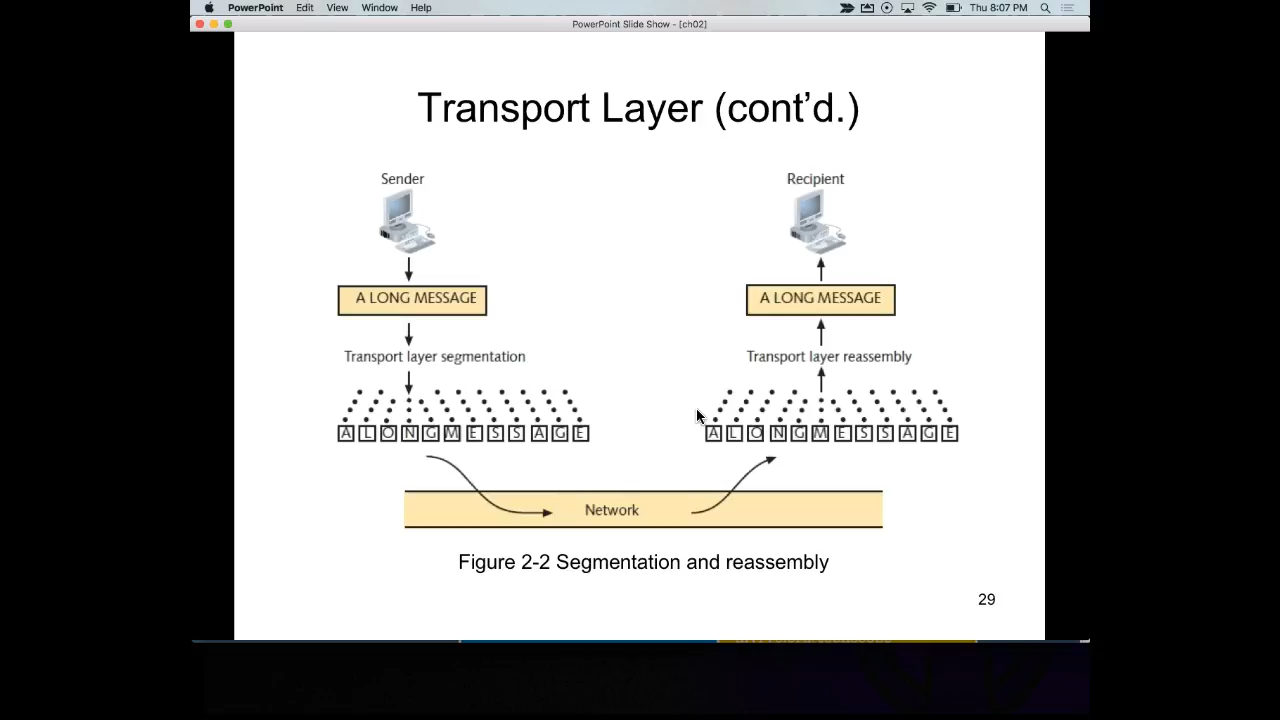 PowerPoint Edit View Window Help Thu 8:07 PM
PowerPoint Slide Show - [ch02]
Transport Layer (cont'd.)
Sender Recipient
A LONG MESSAGE A LONG MESSAGE
Transport layer segmentation Transport layer reassembly
A L O N G M E S S A G E A L O N G M E S S A G E
Network
Figure 2-2 Segmentation and reassembly
29